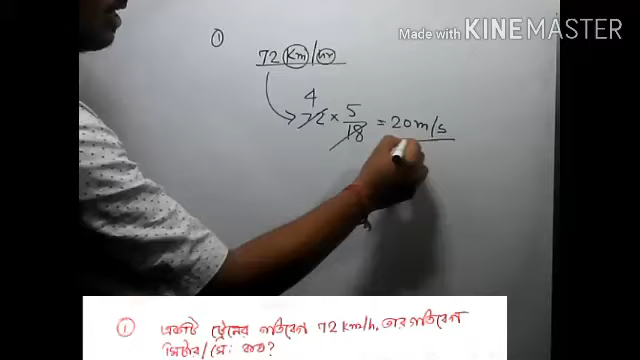 Made with KINEMASTER
①
72 Km/hr
4
72 × 5/18 = 20 m/s
① একটি ট্রেনের গতিবেগ 72 km/h. তার গতিবেগ
মিটার/সে: কত?